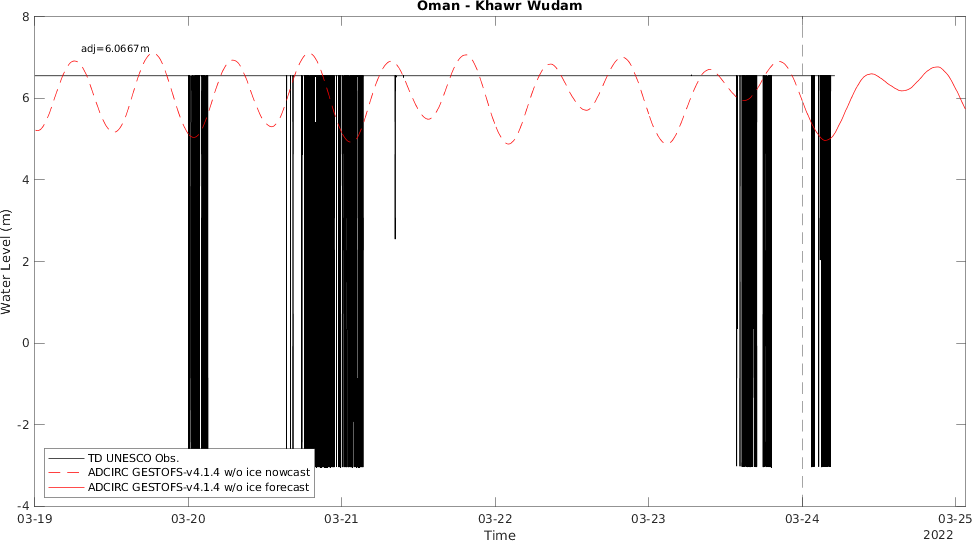 Oman - Khawr Wudam
adj=6.0667m
8
6
4
2
0
-2
-4
Water Level (m)
TD UNESCO Obs.
ADCIRC GESTOFS-v4.1.4 w/o ice nowcast
ADCIRC GESTOFS-v4.1.4 w/o ice forecast
03-19
03-20
03-21
03-22
03-23
03-24
03-25
Time
2022